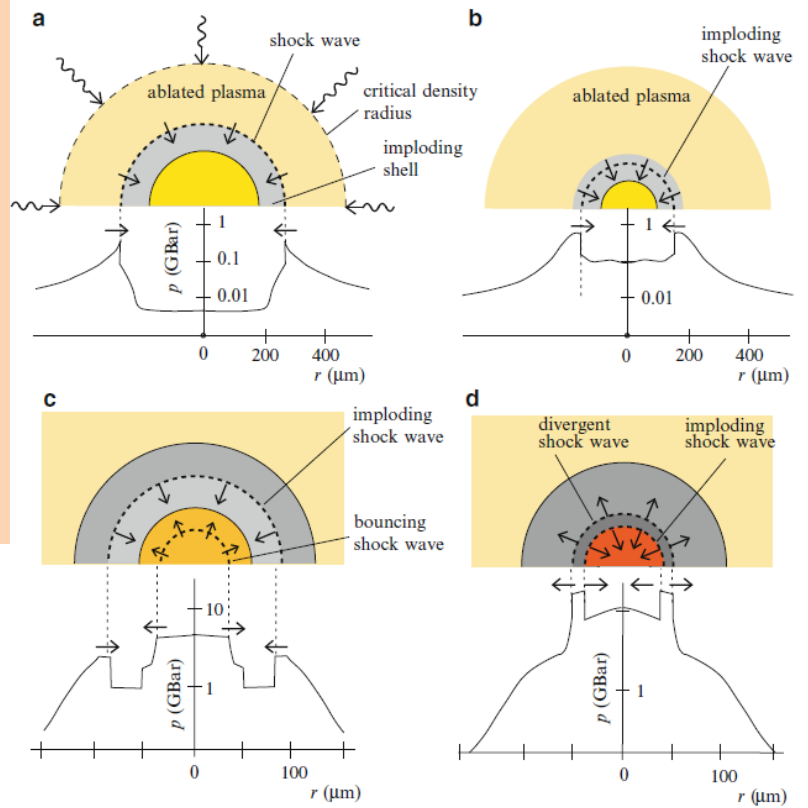 a
shock wave
ablated plasma
critical density
radius
imploding
shell
1
0.1
0.01
p (GBar)
0
200
400
r (μm)
b
imploding
shock wave
ablated plasma
1
0.01
0
200
400
r (μm)
c
imploding
shock wave
bouncing
shock wave
10
1
p (GBar)
0
100
r (μm)
d
divergent
shock wave
imploding
shock wave
1
p (GBar)
0
100
r (μm)